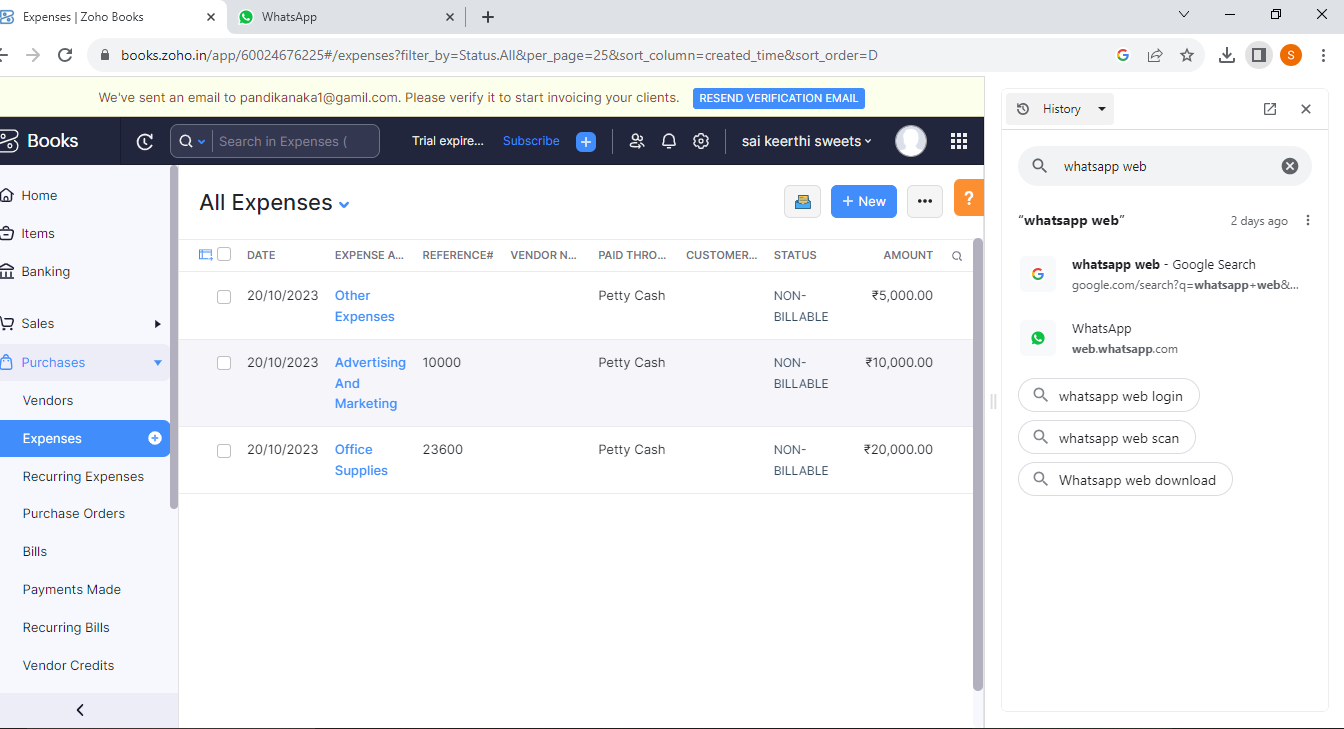 Expenses | Zoho Books
WhatsApp
books.zoho.in/app/60024676225#/expenses?filter_by=Status.All&per_page=25&sort_column=created_time&sort_order=D
S
We've sent an email to pandikanaka1@gamil.com. Please verify it to start invoicing your clients. RESEND VERIFICATION EMAIL
Books
Search in Expenses (
Trial expire... Subscribe
sai keerthi sweets
Home
Items
Banking
Sales
Purchases
Vendors
Expenses
Recurring Expenses
Purchase Orders
Bills
Payments Made
Recurring Bills
Vendor Credits
All Expenses
+ New
?
DATE EXPENSE A... REFERENCE# VENDOR N... PAID THRO... CUSTOMER... STATUS AMOUNT
20/10/2023 Other Petty Cash NON- ₹5,000.00
Expenses BILLABLE
20/10/2023 Advertising 10000 Petty Cash NON- ₹10,000.00
And BILLABLE
Marketing
20/10/2023 Office 23600 Petty Cash NON- ₹20,000.00
Supplies BILLABLE
History
whatsapp web
“whatsapp web” 2 days ago
whatsapp web - Google Search
google.com/search?q=whatsapp+web&...
WhatsApp
web.whatsapp.com
whatsapp web login
whatsapp web scan
Whatsapp web download